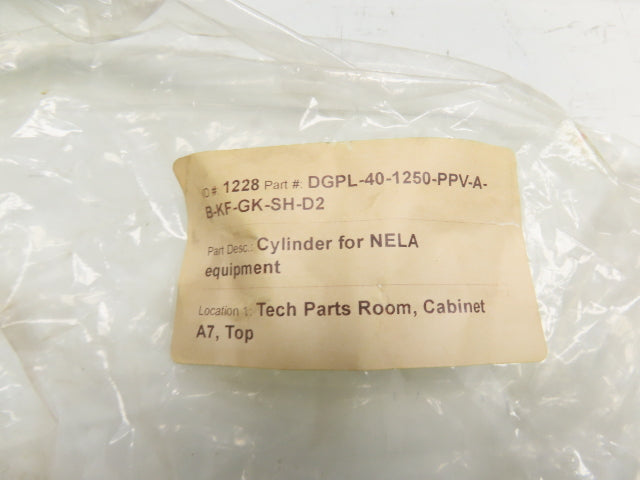 ID #: 1228 Part #: DGPL-40-1250-PPV-A-
B-KF-GK-SH-D2
Part Desc.: Cylinder for NELA
equipment
Location 1: Tech Parts Room, Cabinet
A7, Top